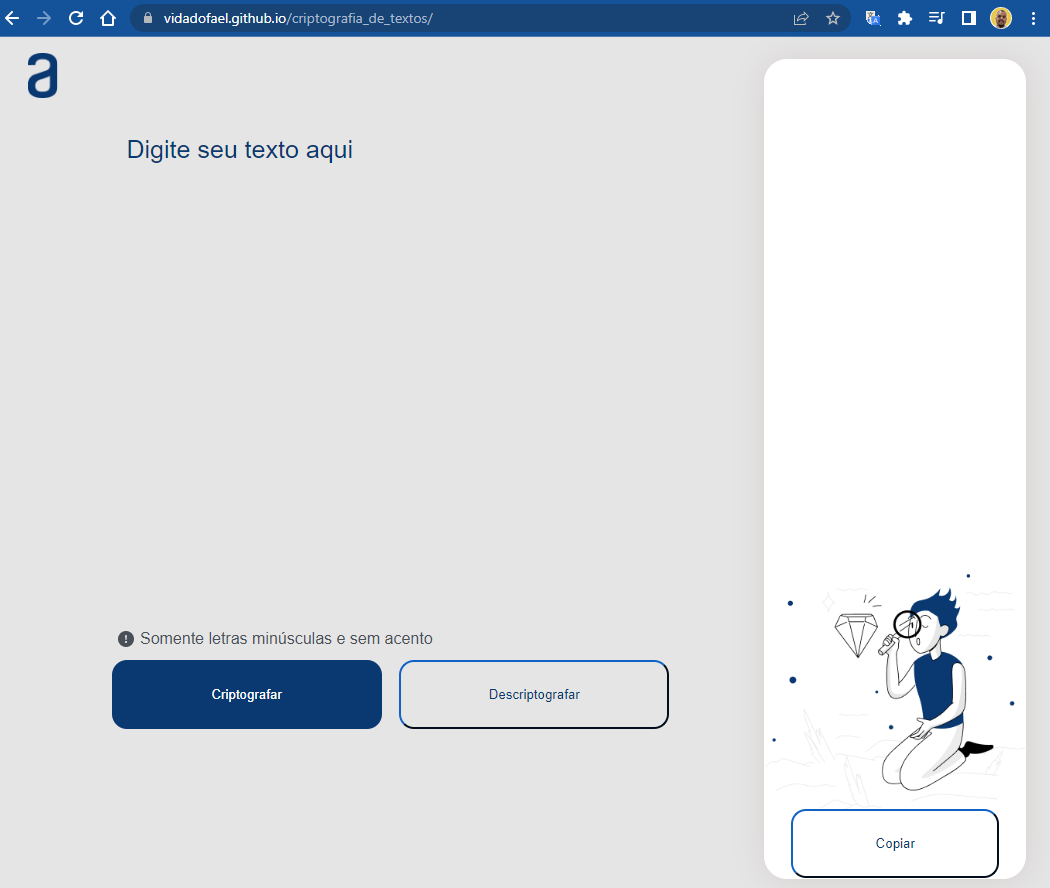 vidadofael.github.io/criptografia_de_textos/
a
Digite seu texto aqui
Somente letras minúsculas e sem acento
Criptografar
Descriptografar
Copiar